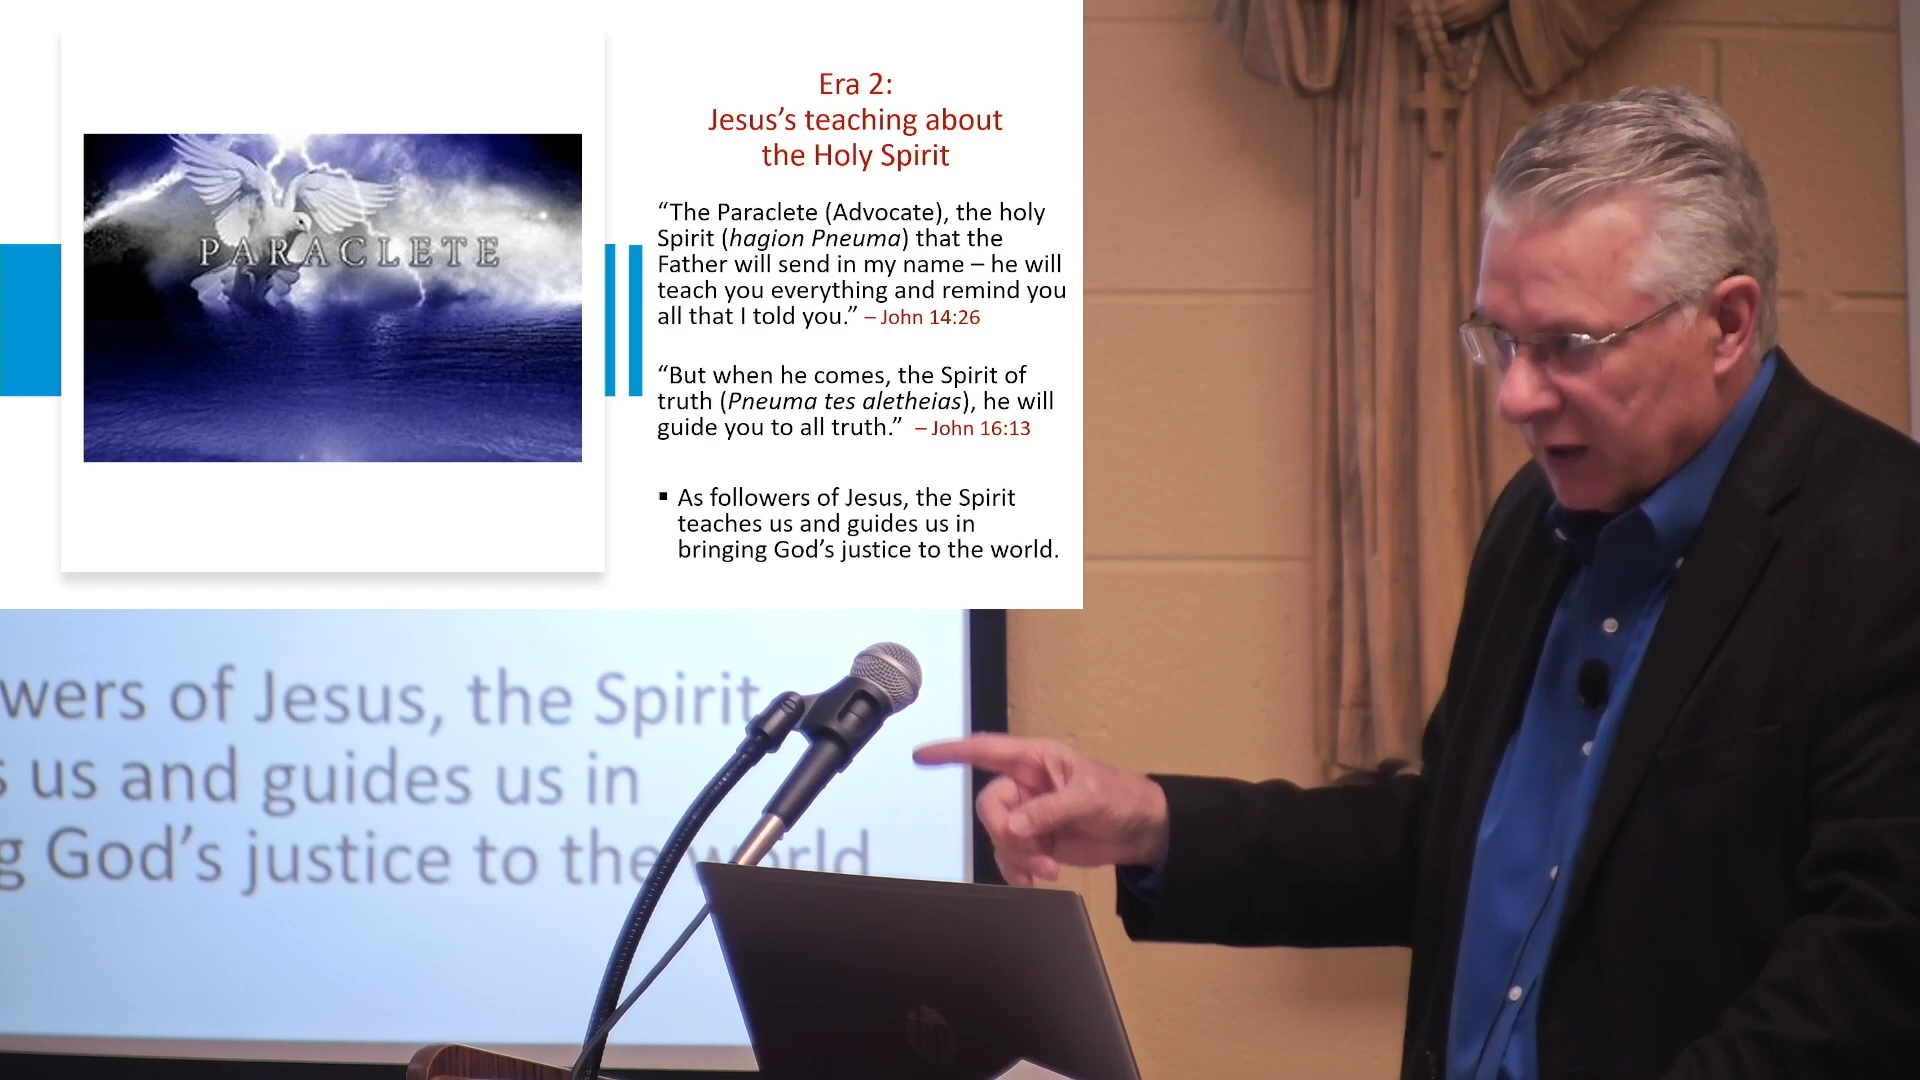 PARACLETE
Era 2:
Jesus’s teaching about
the Holy Spirit
“The Paraclete (Advocate), the holy
Spirit (hagion Pneuma) that the
Father will send in my name – he will
teach you everything and remind you
all that I told you.” – John 14:26
“But when he comes, the Spirit of
truth (Pneuma tes aletheias), he will
guide you to all truth.” – John 16:13
▪ As followers of Jesus, the Spirit
teaches us and guides us in
bringing God’s justice to the world.
wers of Jesus, the Spirit
s us and guides us in
g God’s justice to the world
hp